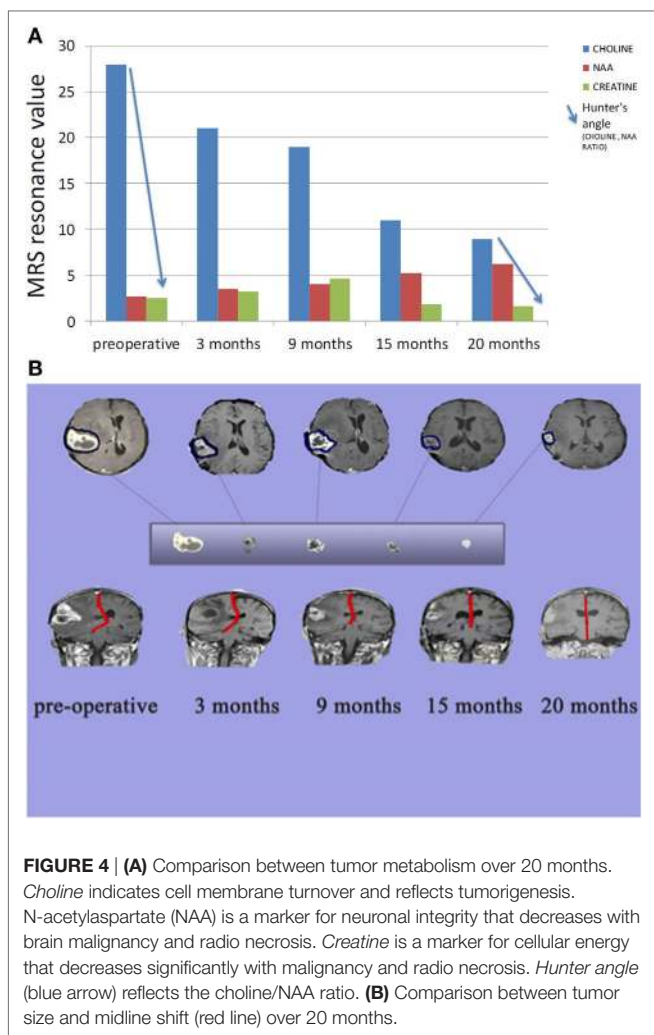 A
MRS resonance value
30
25
20
15
10
5
0
preoperative 3 months 9 months 15 months 20 months
CHOLINE
NAA
CREATINE
Hunter's
angle
(CHOLINE, NAA
RATIO)
B
pre-operative 3 months 9 months 15 months 20 months
FIGURE 4 | (A) Comparison between tumor metabolism over 20 months.
Choline indicates cell membrane turnover and reflects tumorigenesis.
N-acetylaspartate (NAA) is a marker for neuronal integrity that decreases with
brain malignancy and radio necrosis. Creatine is a marker for cellular energy
that decreases significantly with malignancy and radio necrosis. Hunter angle
(blue arrow) reflects the choline/NAA ratio. (B) Comparison between tumor
size and midline shift (red line) over 20 months.